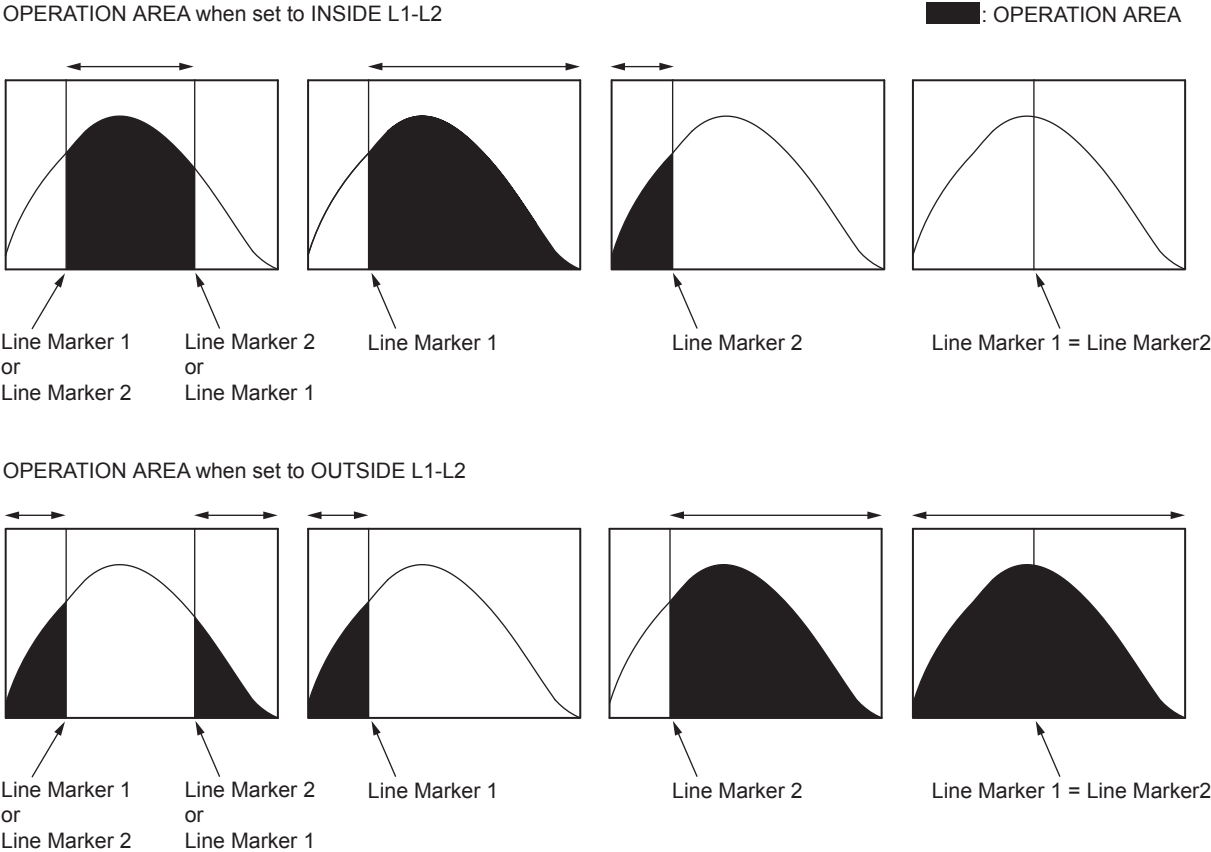 OPERATION AREA when set to INSIDE L1-L2
: OPERATION AREA
Line Marker 1
or
Line Marker 2
Line Marker 2
or
Line Marker 1
Line Marker 1
Line Marker 2
Line Marker 1 = Line Marker2
OPERATION AREA when set to OUTSIDE L1-L2
Line Marker 1
or
Line Marker 2
Line Marker 2
or
Line Marker 1
Line Marker 1
Line Marker 2
Line Marker 1 = Line Marker2